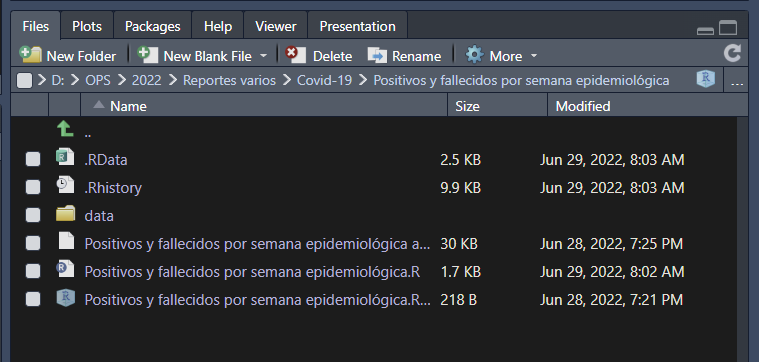 Files Plots Packages Help Viewer Presentation
New Folder New Blank File Delete Rename More
D: OPS 2022 Reportes varios Covid-19 Positivos y fallecidos por semana epidemiológica ...
Name Size Modified
..
.RData 2.5 KB Jun 29, 2022, 8:03 AM
.Rhistory 9.9 KB Jun 29, 2022, 8:03 AM
data
Positivos y fallecidos por semana epidemiológica a... 30 KB Jun 28, 2022, 7:25 PM
Positivos y fallecidos por semana epidemiológica.R 1.7 KB Jun 29, 2022, 8:02 AM
Positivos y fallecidos por semana epidemiológica.R... 218 B Jun 28, 2022, 7:21 PM